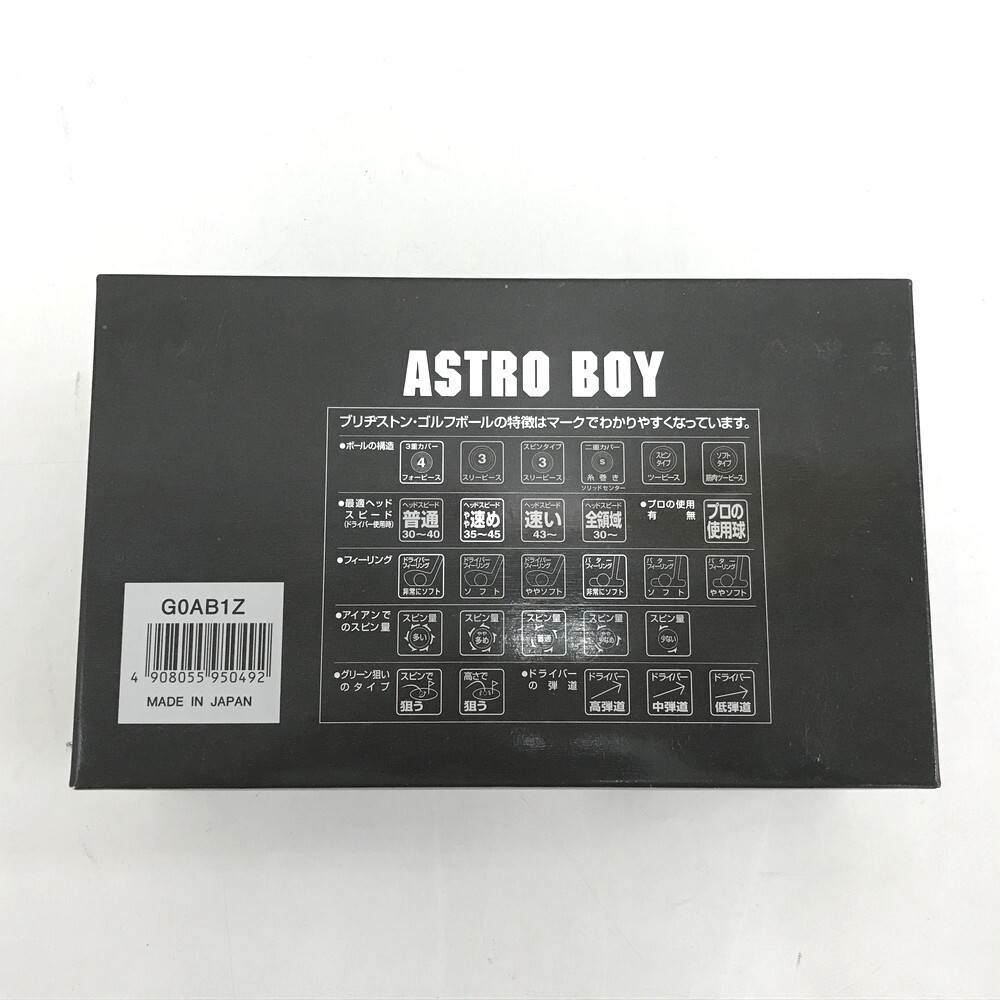 ASTRO BOY
ブリヂストン・ゴルフボールの特徴はマークでわかりやすくなっています。
●ボールの構造
3重カバー 4 フォーピース
3 スリーピース
スピンタイプ 3 スリーピース
二重カバー S 糸巻き ソリッドセンター
スピンタイプ ツーピース
ソフトタイプ 筋肉ツーピース
●最適ヘッドスピード
(ドライバー使用時)
ヘッドスピード 普通 30〜40
ヘッドスピード やや速め 35〜45
ヘッドスピード 速い 43〜
ヘッドスピード 全領域 30〜
●プロの使用有無
プロの使用球
●フィーリング
ドライバーフィーリング 非常にソフト
ドライバーフィーリング ソフト
ドライバーフィーリング ややソフト
パターフィーリング 非常にソフト
パターフィーリング ソフト
パターフィーリング ややソフト
●アイアンでのスピン量
スピン量 多い
スピン量 やや多め
スピン量 普通
スピン量 やや少なめ
スピン量 少ない
●グリーン狙いのタイプ
スピンで狙う
高さで狙う
●ドライバーの弾道
ドライバー 高弾道
ドライバー 中弾道
ドライバー 低弾道
G0AB1Z
4 908055 950492
MADE IN JAPAN